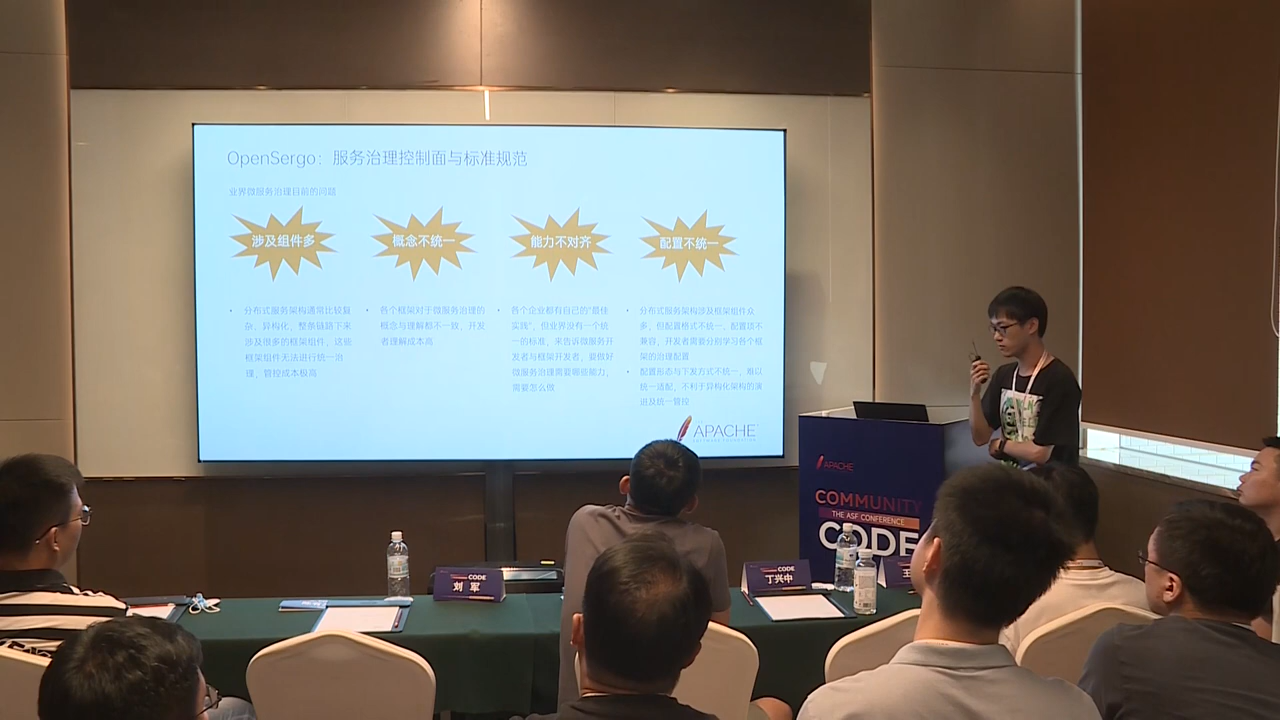 OpenSergo：服务治理控制面与标准规范
业界微服务治理目前的问题
涉及组件多
概念不统一
能力不对齐
配置不统一
• 分布式服务架构通常比较复
杂，异构化，整条链路下来
涉及很多的框架组件，这些
框架组件无法进行统一治
理，管控成本极高
• 各个框架对于微服务治理的
概念与理解都不一致，开发
者理解成本高
• 各个企业都有自己的“最佳
实践”，但业界没有一个统
一的标准，来告诉微服务开
发者与框架开发者，要做好
微服务治理需要哪些能力，
需要怎么做
• 分布式服务架构涉及框架组件众
多，但配置格式不统一，配置项不
兼容，开发者需要分别学习各个框
架的治理配置
• 配置形态与下发方式不统一，难以
统一适配，不利于异构化架构的演
进及统一管控
APACHE
SOFTWARE FOUNDATION
APACHE
COMMUNITY
THE ASF CONFERENCE
CODE
CODE
刘 军
CODE
丁兴中
王